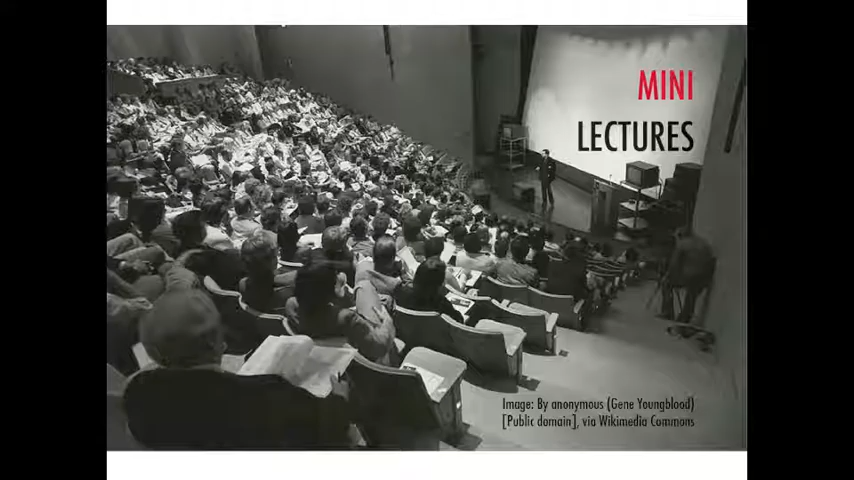 MINI
LECTURES
Image: By anonymous (Gene Youngblood)
[Public domain], via Wikimedia Commons